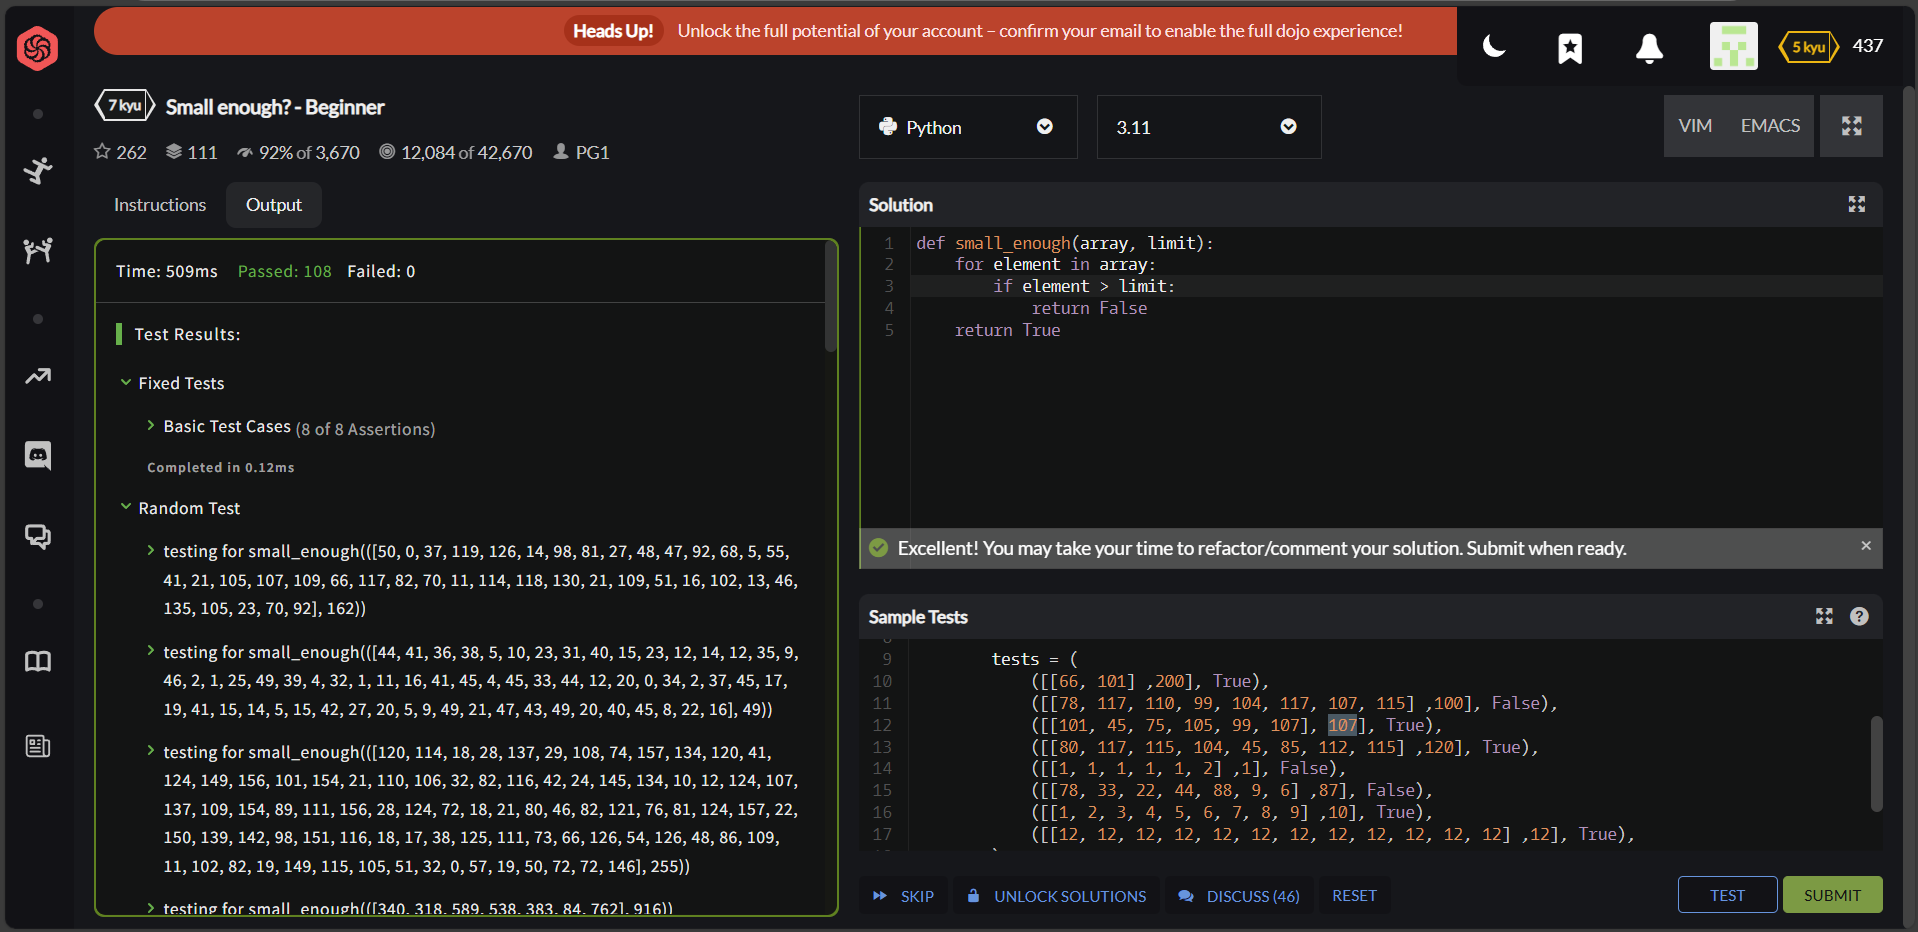 Heads Up! Unlock the full potential of your account – confirm your email to enable the full dojo experience!
5 kyu 437
7 kyu Small enough? - Beginner
262 111 92% of 3,670 12,084 of 42,670 PG1
Instructions Output
Time: 509ms Passed: 108 Failed: 0
Test Results:
Fixed Tests
Basic Test Cases (8 of 8 Assertions)
Completed in 0.12ms
Random Test
testing for small_enough(([50, 0, 37, 119, 126, 14, 98, 81, 27, 48, 47, 92, 68, 5, 55,
41, 21, 105, 107, 109, 66, 117, 82, 70, 11, 114, 118, 130, 21, 109, 51, 16, 102, 13, 46,
135, 105, 23, 70, 92], 162))
testing for small_enough(([44, 41, 36, 38, 5, 10, 23, 31, 40, 15, 23, 12, 14, 12, 35, 9,
46, 2, 1, 25, 49, 39, 4, 32, 1, 11, 16, 41, 45, 4, 45, 33, 44, 12, 20, 0, 34, 2, 37, 45, 17,
19, 41, 15, 14, 5, 15, 42, 27, 20, 5, 9, 49, 21, 47, 43, 49, 20, 40, 45, 8, 22, 16], 49))
testing for small_enough(([120, 114, 18, 28, 137, 29, 108, 74, 157, 134, 120, 41,
124, 149, 156, 101, 154, 21, 110, 106, 32, 82, 116, 42, 24, 145, 134, 10, 12, 124, 107,
137, 109, 154, 89, 111, 156, 28, 124, 72, 18, 21, 80, 46, 82, 121, 76, 81, 124, 157, 22,
150, 139, 142, 98, 151, 116, 18, 17, 38, 125, 111, 73, 66, 126, 54, 126, 48, 86, 109,
11, 102, 82, 19, 149, 115, 105, 51, 32, 0, 57, 19, 50, 72, 72, 146], 255))
testing for small_enough(([340, 318, 589, 538, 383, 84, 762], 916))
Python 3.11 VIM EMACS
Solution
1 def small_enough(array, limit):
2 for element in array:
3 if element > limit:
4 return False
5 return True
Excellent! You may take your time to refactor/comment your solution. Submit when ready.
Sample Tests
8
9 tests = (
10 ([[66, 101] ,200], True),
11 ([[78, 117, 110, 99, 104, 117, 107, 115] ,100], False),
12 ([[101, 45, 75, 105, 99, 107], 107], True),
13 ([[80, 117, 115, 104, 45, 85, 112, 115] ,120], True),
14 ([[1, 1, 1, 1, 1, 2] ,1], False),
15 ([[78, 33, 22, 44, 88, 9, 6] ,87], False),
16 ([[1, 2, 3, 4, 5, 6, 7, 8, 9] ,10], True),
17 ([[12, 12, 12, 12, 12, 12, 12, 12, 12, 12, 12, 12] ,12], True),
SKIP UNLOCK SOLUTIONS DISCUSS (46) RESET TEST SUBMIT